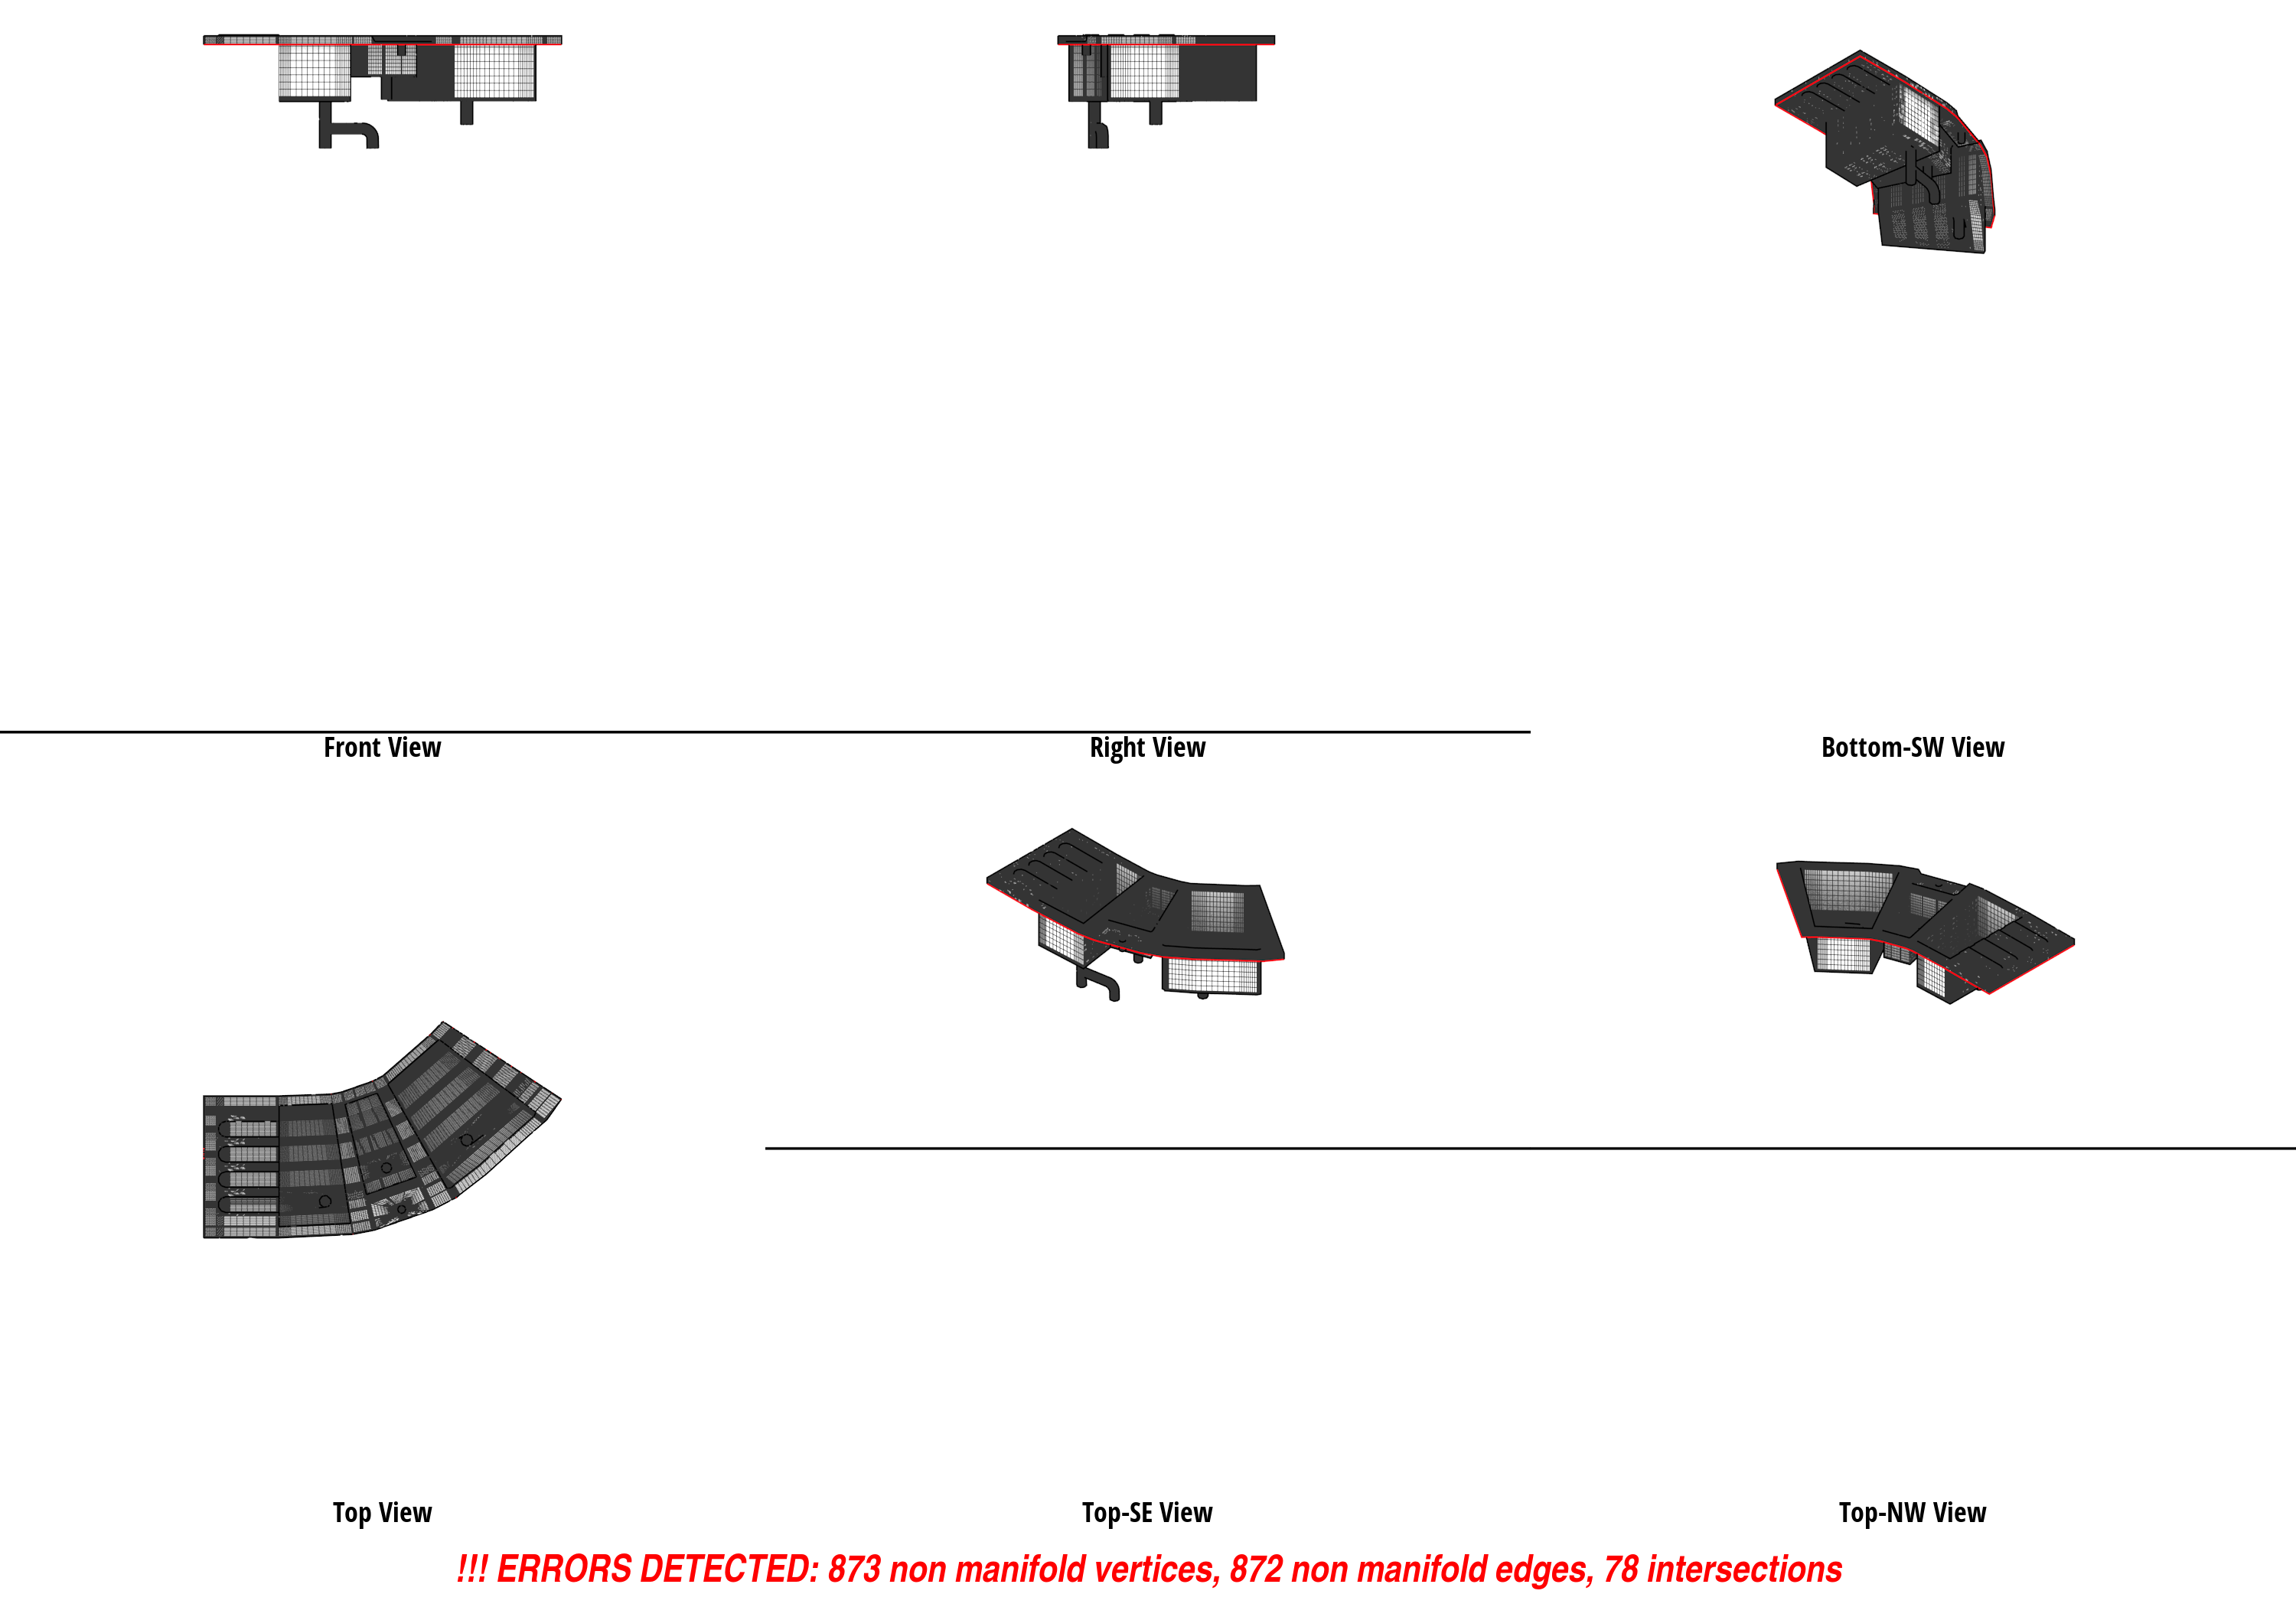 Front View
Right View
Bottom-SW View
Top View
Top-SE View
Top-NW View
!!! ERRORS DETECTED: 873 non manifold vertices, 872 non manifold edges, 78 intersections